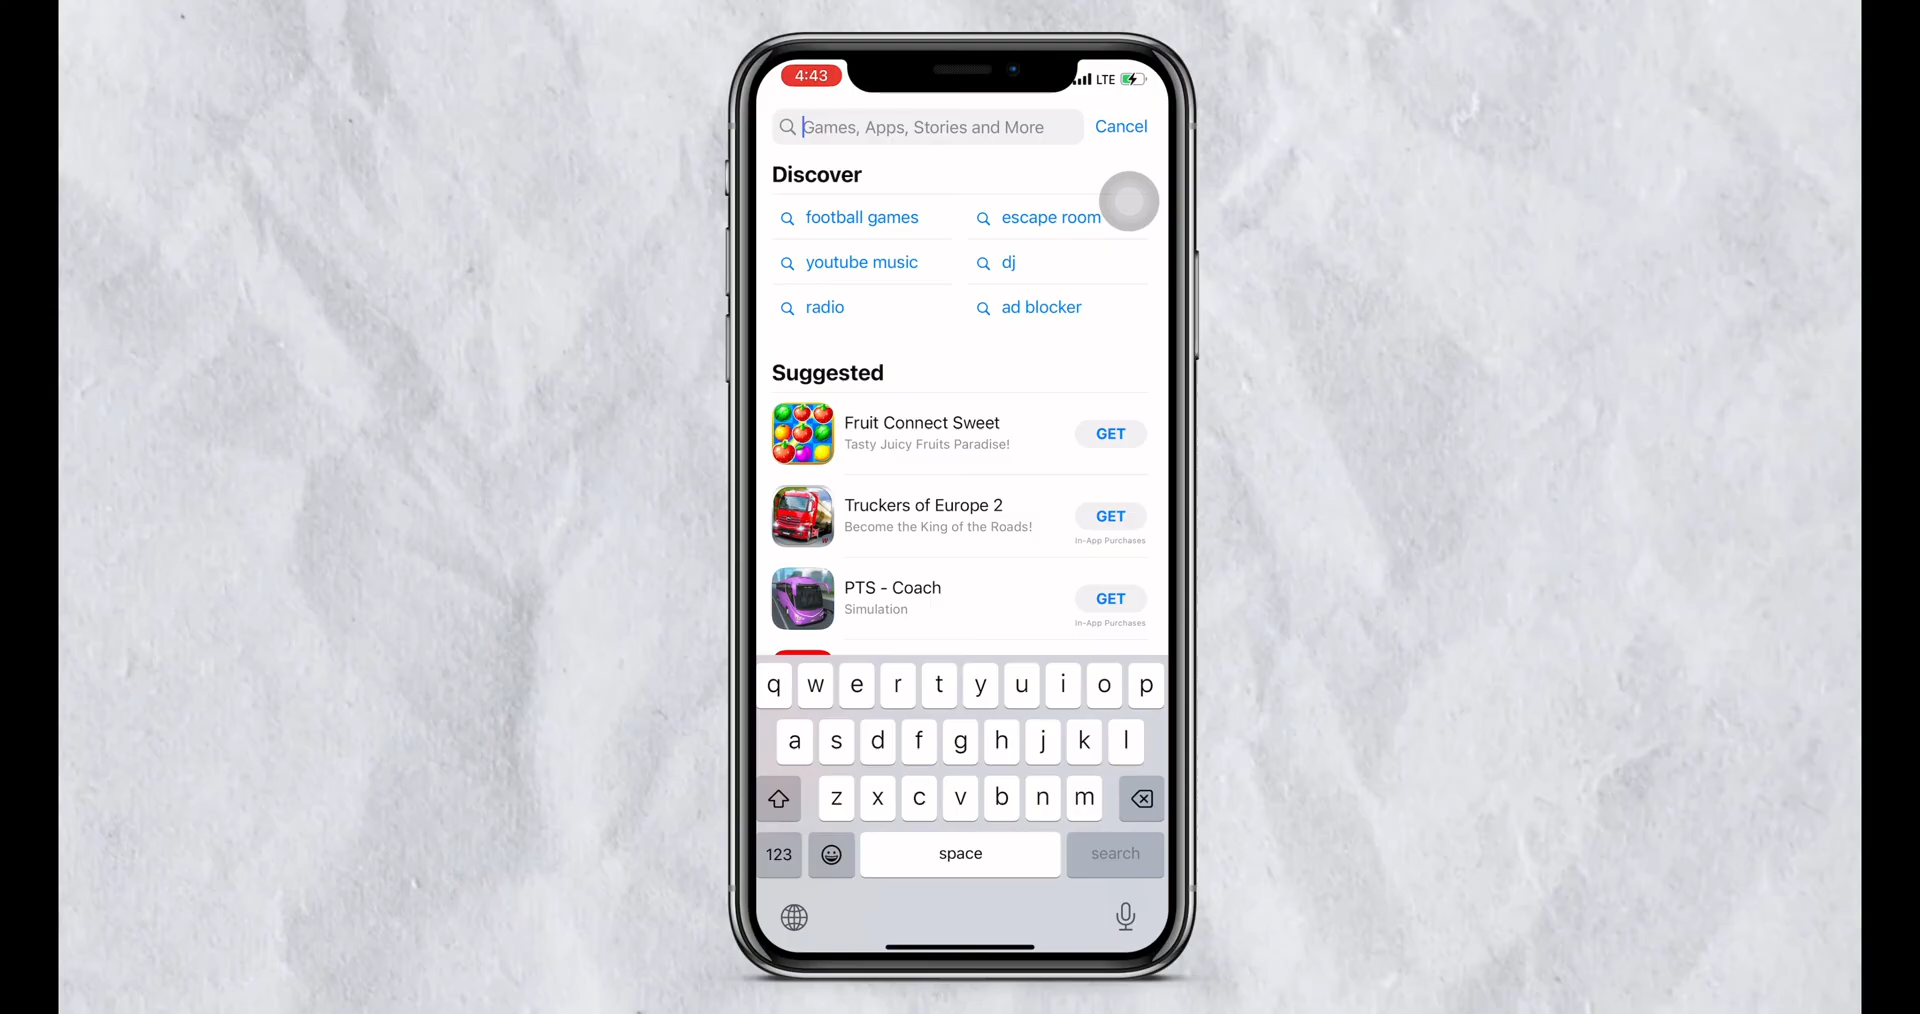 4:43
LTE
Games, Apps, Stories and More
Cancel
Discover
football games
escape room
youtube music
dj
radio
ad blocker
Suggested
Fruit Connect Sweet
Tasty Juicy Fruits Paradise!
GET
Truckers of Europe 2
Become the King of the Roads!
GET
In-App Purchases
PTS - Coach
Simulation
GET
In-App Purchases
q w e r t y u i o p
a s d f g h j k l
z x c v b n m
123
space
search